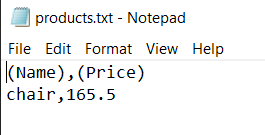 products.txt - Notepad
File Edit Format View Help
(Name),(Price)
chair,165.5